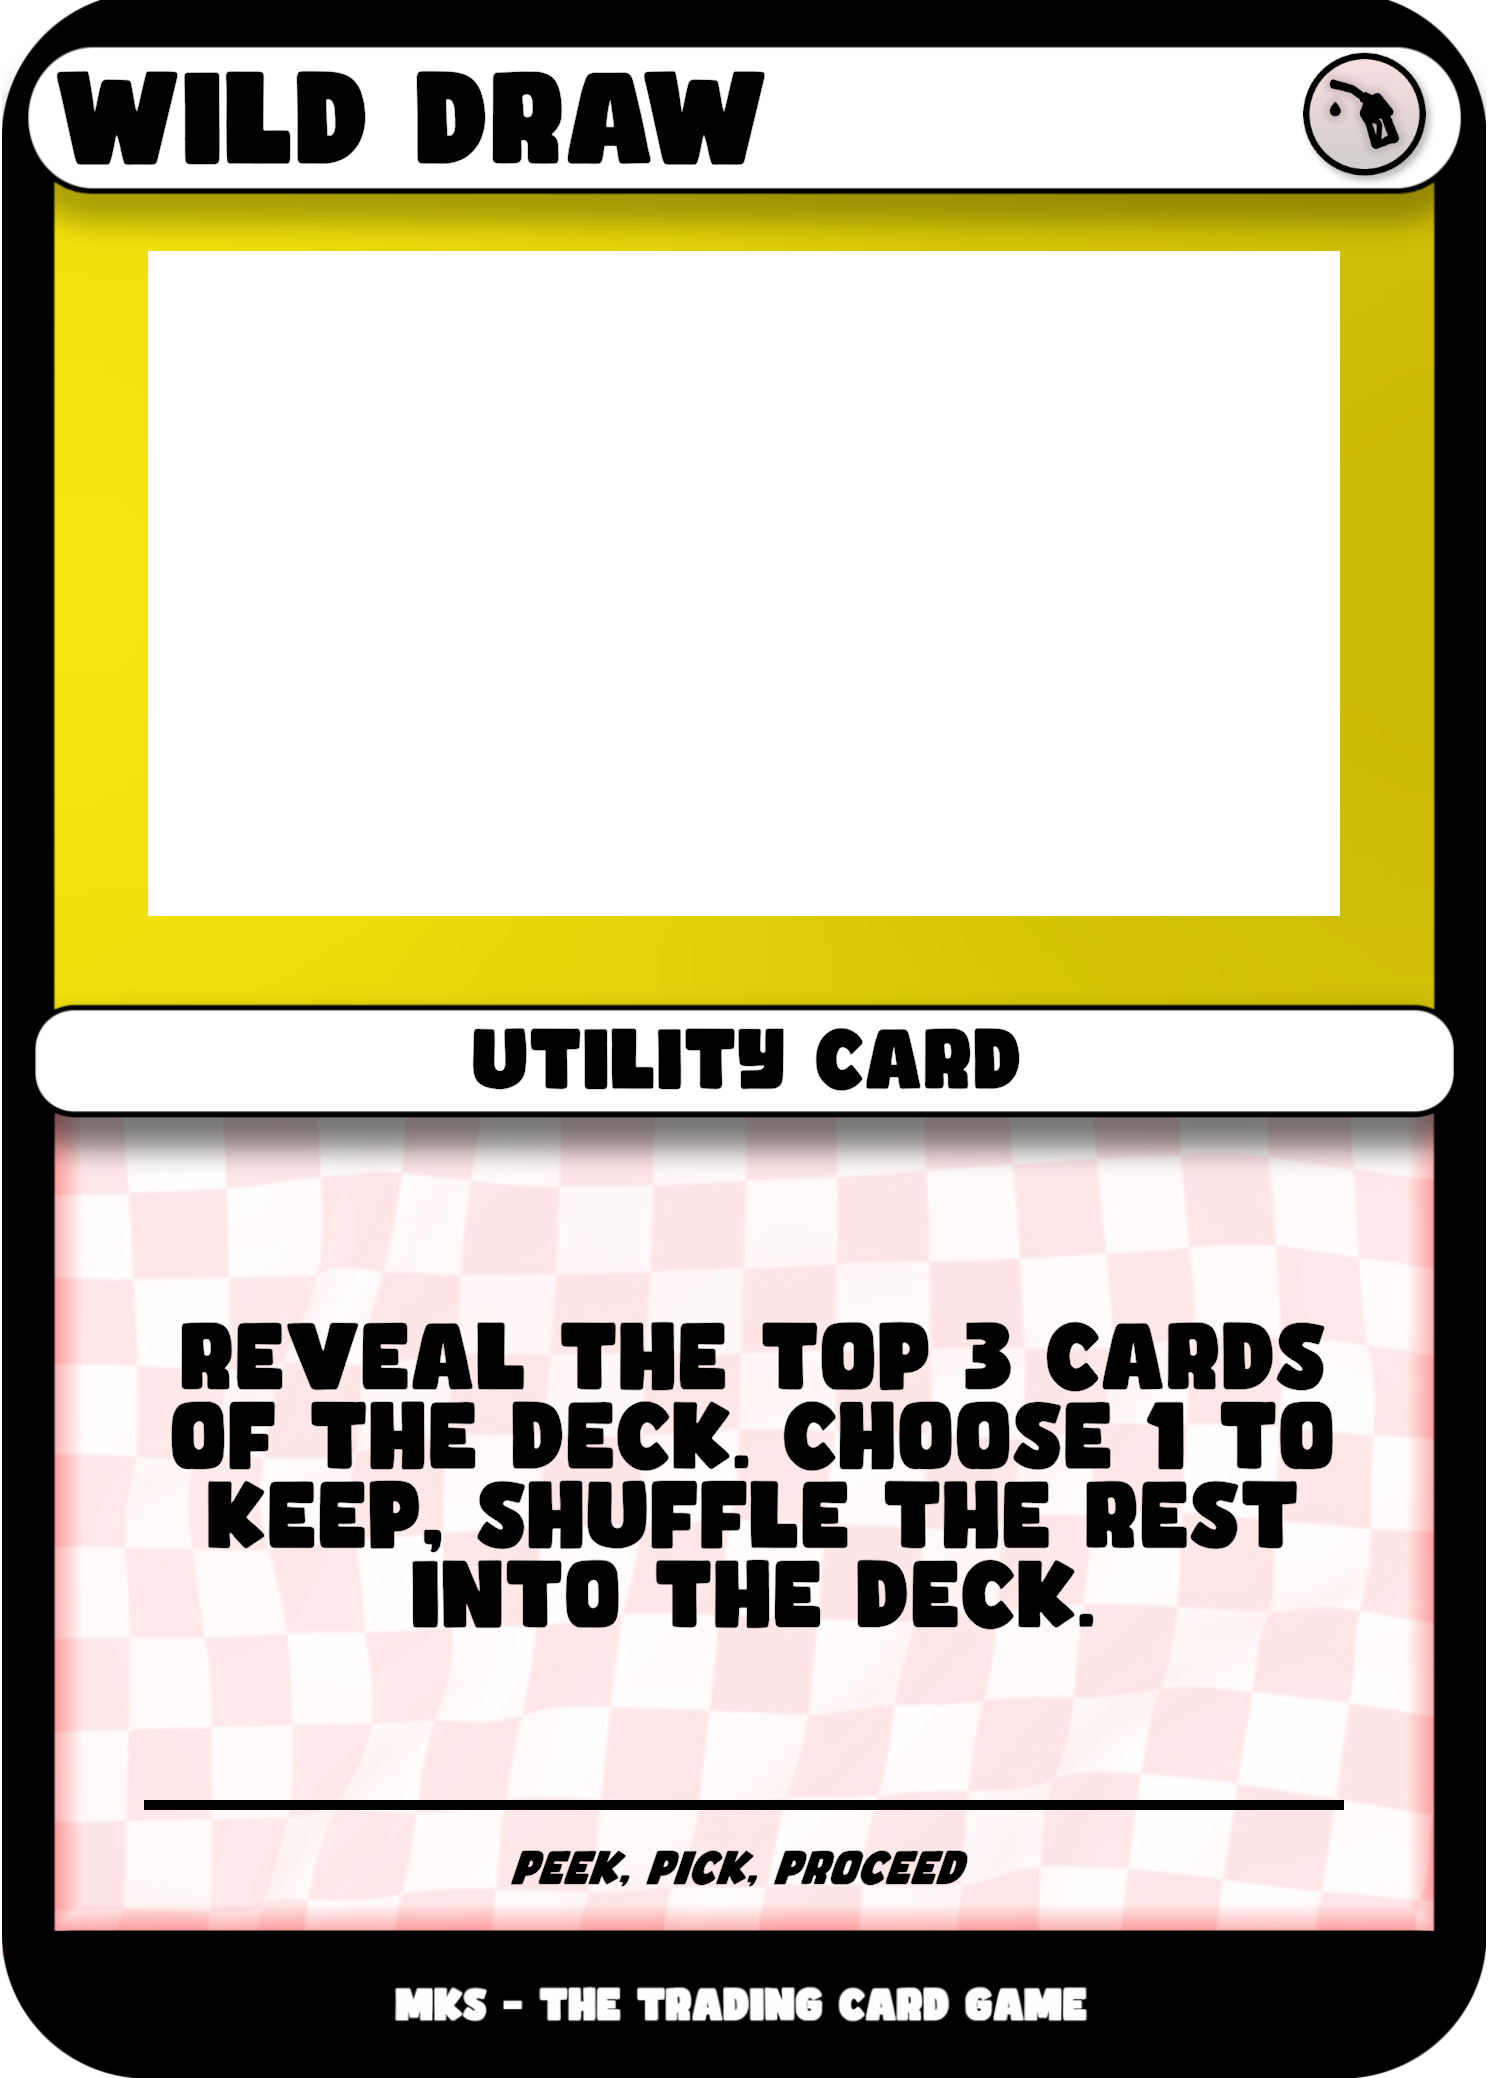 WILD DRAW
UTILITY CARD
REVEAL THE TOP 3 CARDS
OF THE DECK. CHOOSE 1 TO
KEEP, SHUFFLE THE REST
INTO THE DECK.
PEEK, PICK, PROCEED
MKS - THE TRADING CARD GAME